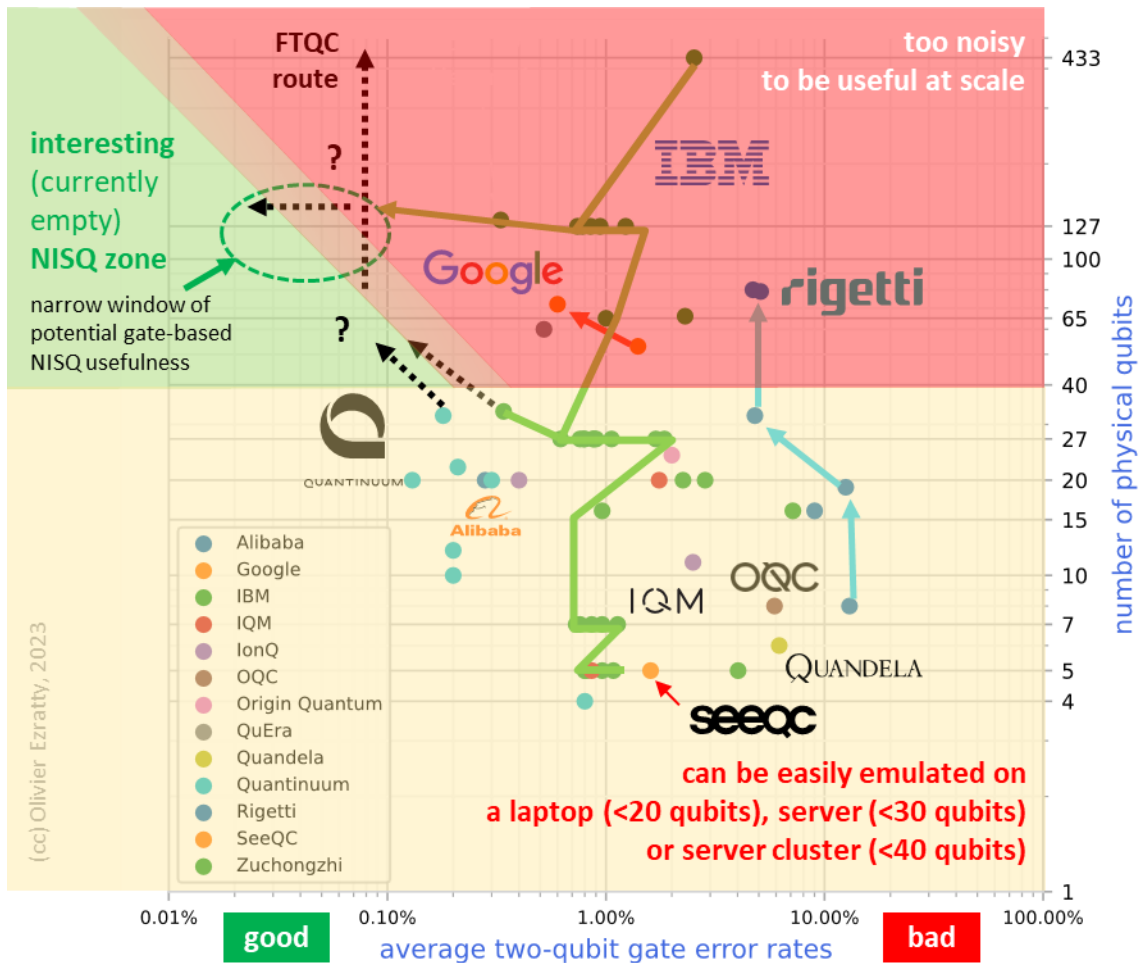 FTQC
route
too noisy
to be useful at scale
433
interesting
(currently
empty)
NISQ zone
?
IBM
127
100
Google
rigetti
narrow window of
potential gate-based
NISQ usefulness
?
65
40
27
QUANTINUUM
20
Alibaba
15
Alibaba
Google
IBM
IQM
IonQ
OQC
Origin Quantum
QuEra
Quandela
Quantinuum
Rigetti
SeeQC
Zuchongzhi
OQC
IQM
10
7
QUANDELA
5
seeQC
4
can be easily emulated on
a laptop (<20 qubits), server (<30 qubits)
or server cluster (<40 qubits)
1
number of physical qubits
(cc) Olivier Ezratty, 2023
0.01%
0.10%
1.00%
10.00%
100.00%
good
average two-qubit gate error rates
bad